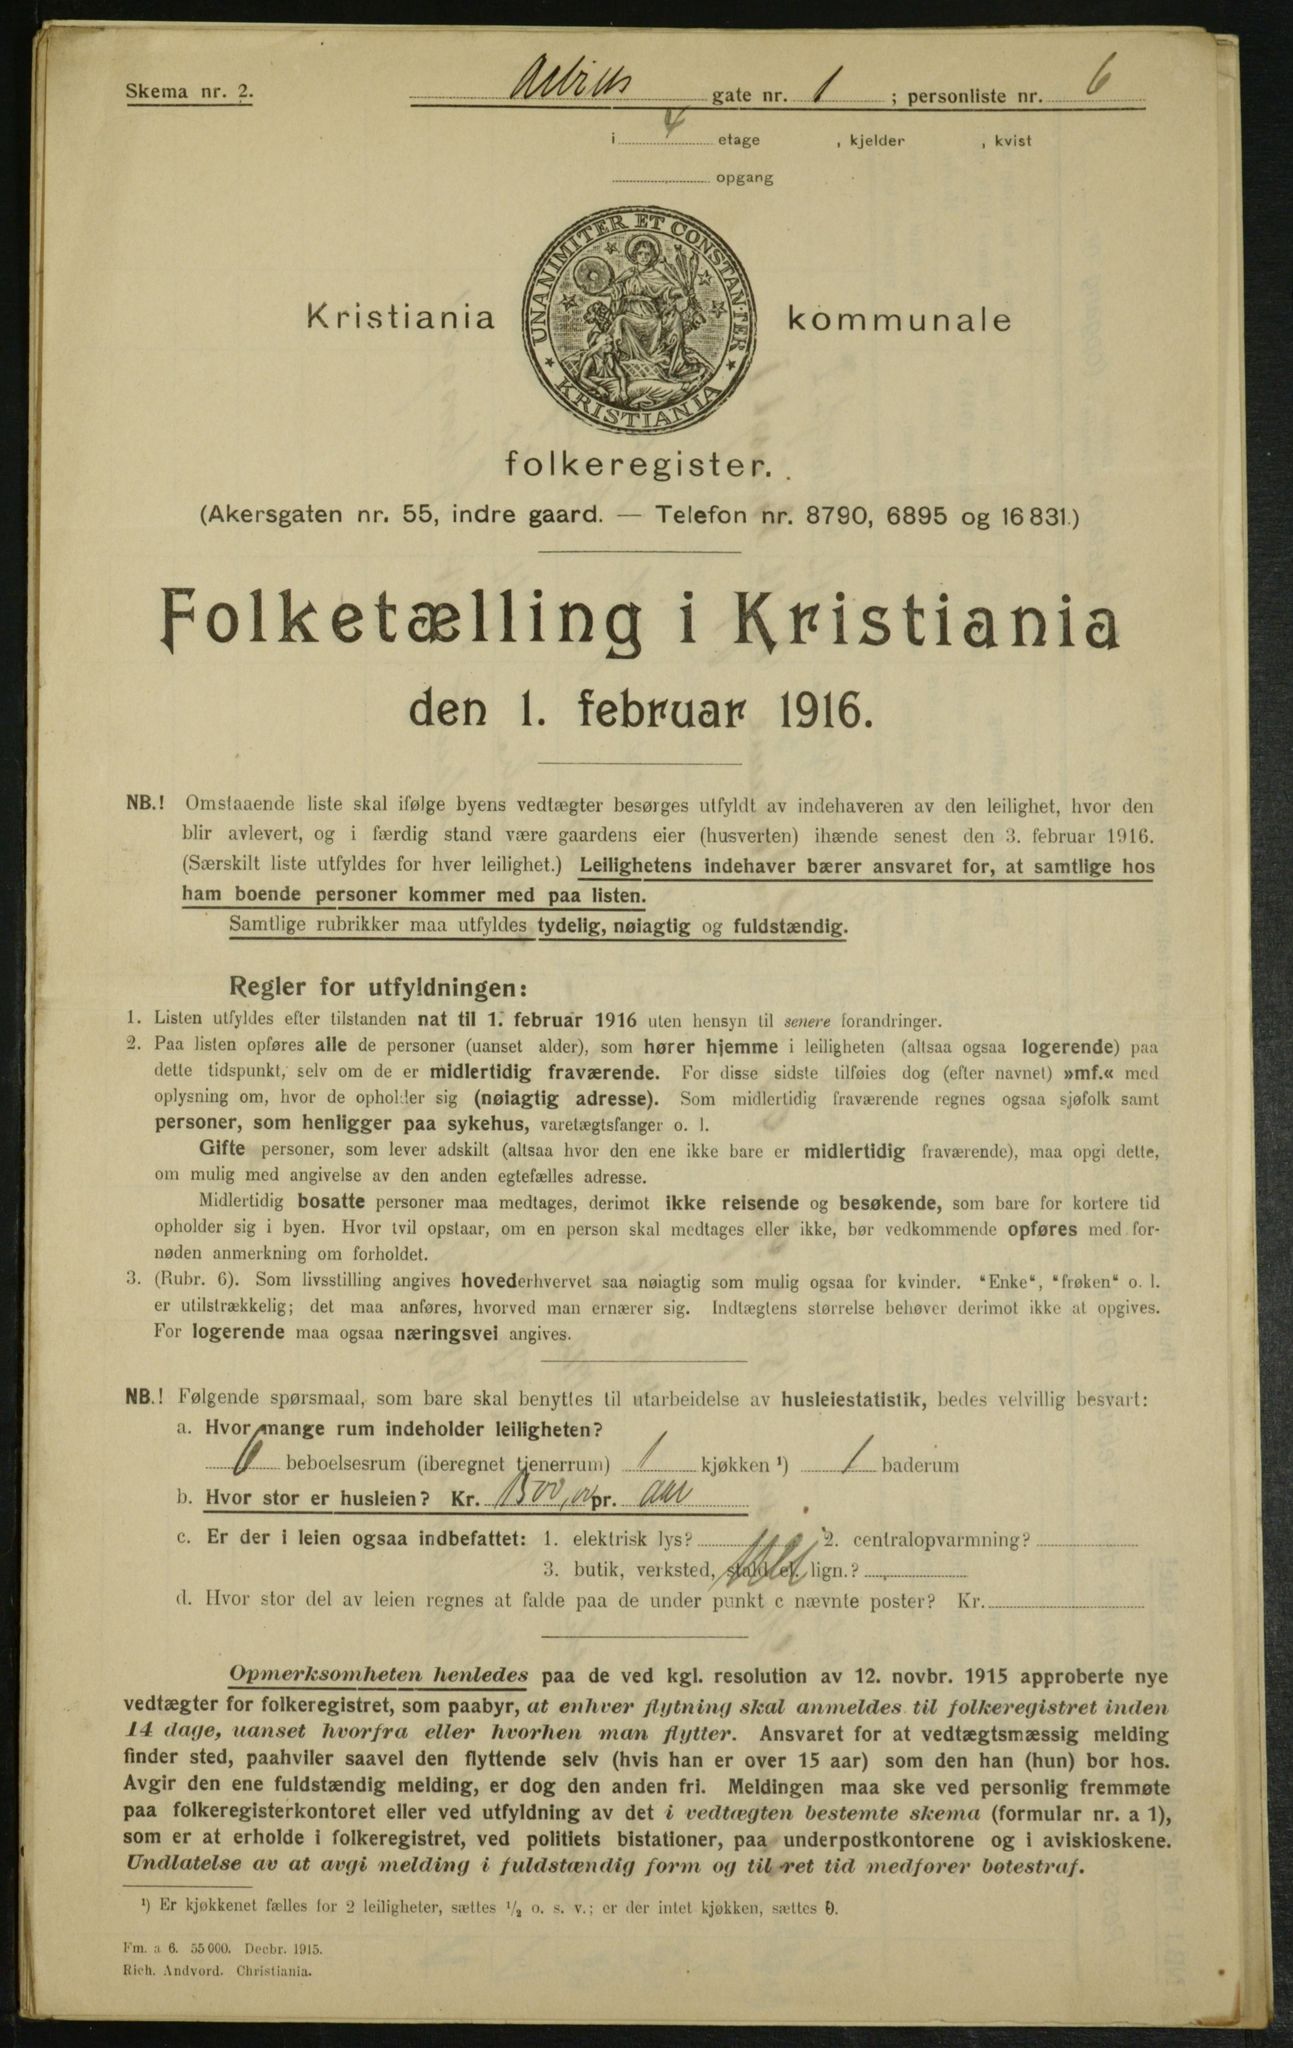 Skema nr. 2.
gate nr. 1 ; personliste nr. 6
i 4 etage , kjelder , kvist
opgang
UNANIMITER ET CONSTANTER
KRISTIANIA
Kristiania kommunale
folkeregister.
(Akersgaten nr. 55, indre gaard. — Telefon nr. 8790, 6895 og 16 831.)
Folketælling i Kristiania
den 1. februar 1916.
NB.! Omstaaende liste skal ifølge byens vedtægter besørges utfyldt av indehaveren av den leilighet, hvor den
blir avlevert, og i færdig stand være gaardens eier (husverten) ihænde senest den 3. februar 1916.
(Særskilt liste utfyldes for hver leilighet.) Leilighetens indehaver bærer ansvaret for, at samtlige hos
ham boende personer kommer med paa listen.
Samtlige rubrikker maa utfyldes tydelig, nøiagtig og fuldstændig.
Regler for utfyldningen:
1. Listen utfyldes efter tilstanden nat til 1. februar 1916 uten hensyn til senere forandringer.
2. Paa listen opføres alle de personer (uanset alder), som hører hjemme i leiligheten (altsaa ogsaa logerende) paa
dette tidspunkt, selv om de er midlertidig fraværende. For disse sidste tilføies dog (efter navnet) »mf.« med
oplysning om, hvor de opholder sig (nøiagtig adresse). Som midlertidig fraværende regnes ogsaa sjøfolk samt
personer, som henligger paa sykehus, varetægtsfanger o. l.
Gifte personer, som lever adskilt (altsaa hvor den ene ikke bare er midlertidig fraværende), maa opgi dette,
om mulig med angivelse av den anden egtefælles adresse.
Midlertidig bosatte personer maa medtages, derimot ikke reisende og besøkende, som bare for kortere tid
opholder sig i byen. Hvor tvil opstaar, om en person skal medtages eller ikke, bør vedkommende opføres med for-
nøden anmerkning om forholdet.
3. (Rubr. 6). Som livsstilling angives hovederhvervet saa nøiagtig som mulig ogsaa for kvinder. "Enke", "frøken" o. l.
er utilstrækkelig; det maa anføres, hvorved man ernærer sig. Indtægtens størrelse behøver derimot ikke at opgives.
For logerende maa ogsaa næringsvei angives.
NB.! Følgende spørsmaal, som bare skal benyttes til utarbeidelse av husleiestatistik, bedes velvillig besvart:
a. Hvor mange rum indeholder leiligheten?
6 beboelsesrum (iberegnet tjenerrum) 1 kjøkken ¹) 1 baderum
b. Hvor stor er husleien? Kr. 1300,00 pr. aar
c. Er der i leien ogsaa indbefattet: 1. elektrisk lys? 2. centralopvarmning?
3. butik, verksted, stald el. lign.?
d. Hvor stor del av leien regnes at falde paa de under punkt c nævnte poster? Kr.
Opmerksomheten henledes paa de ved kgl. resolution av 12. novbr. 1915 approberte nye
vedtægter for folkeregistret, som paabyr, at enhver flytning skal anmeldes til folkeregistret inden
14 dage, uanset hvorfra eller hvorhen man flytter. Ansvaret for at vedtægtsmæssig melding
finder sted, paahviler saavel den flyttende selv (hvis han er over 15 aar) som den han (hun) bor hos.
Avgir den ene fuldstændig melding, er dog den anden fri. Meldingen maa ske ved personlig fremmøte
paa folkeregisterkontoret eller ved utfyldning av det i vedtægten bestemte skema (formular nr. a 1),
som er at erholde i folkeregistret, ved politiets bistationer, paa underpostkontorene og i aviskioskene.
Undlatelse av at avgi melding i fuldstændig form og til ret tid medfører bøtestraf.
¹) Er kjøkkenet fælles for 2 leiligheter, sættes ½ o. s. v.; er der intet kjøkken, sættes 0.
Fm. a 6. 55 000. Decbr. 1915.
Rich. Andvord. Christiania.